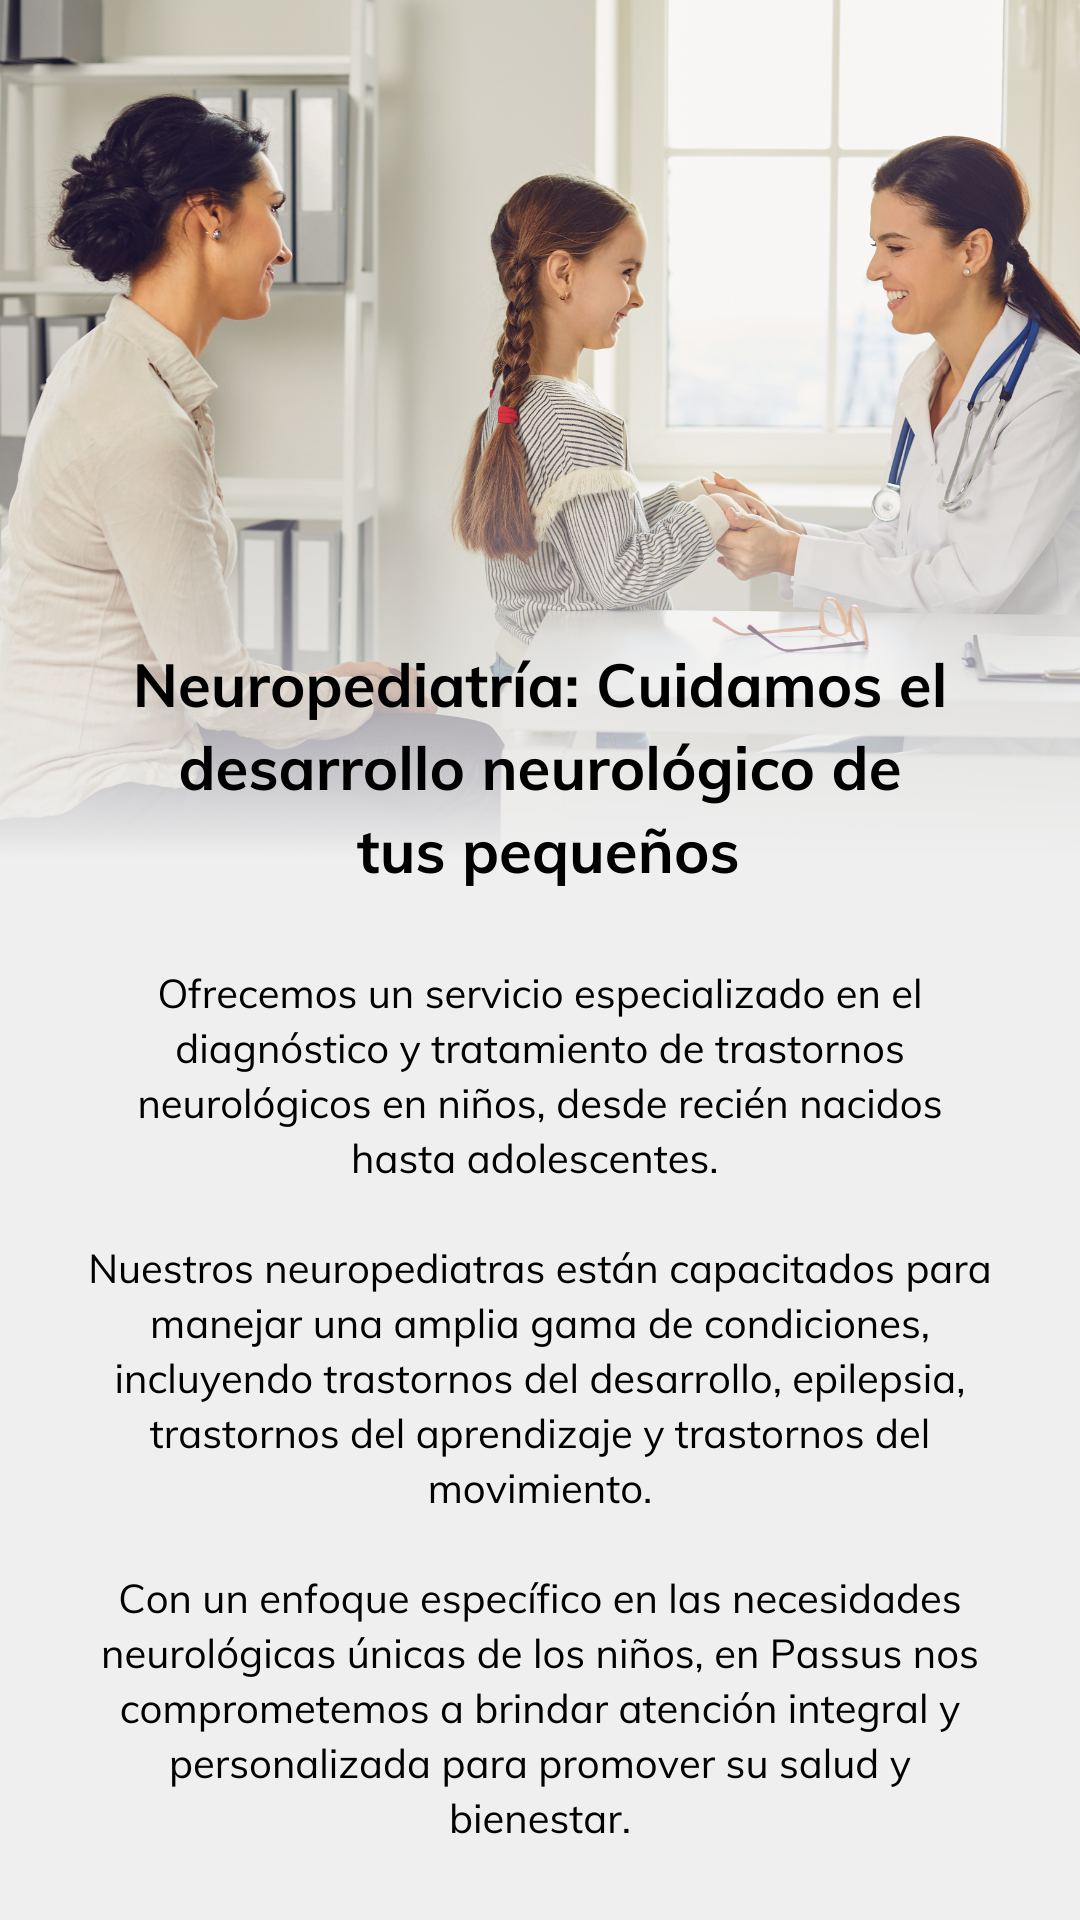 Neuropediatría: Cuidamos el
desarrollo neurológico de
tus pequeños
Ofrecemos un servicio especializado en el
diagnóstico y tratamiento de trastornos
neurológicos en niños, desde recién nacidos
hasta adolescentes.
Nuestros neuropediatras están capacitados para
manejar una amplia gama de condiciones,
incluyendo trastornos del desarrollo, epilepsia,
trastornos del aprendizaje y trastornos del
movimiento.
Con un enfoque específico en las necesidades
neurológicas únicas de los niños, en Passus nos
comprometemos a brindar atención integral y
personalizada para promover su salud y
bienestar.